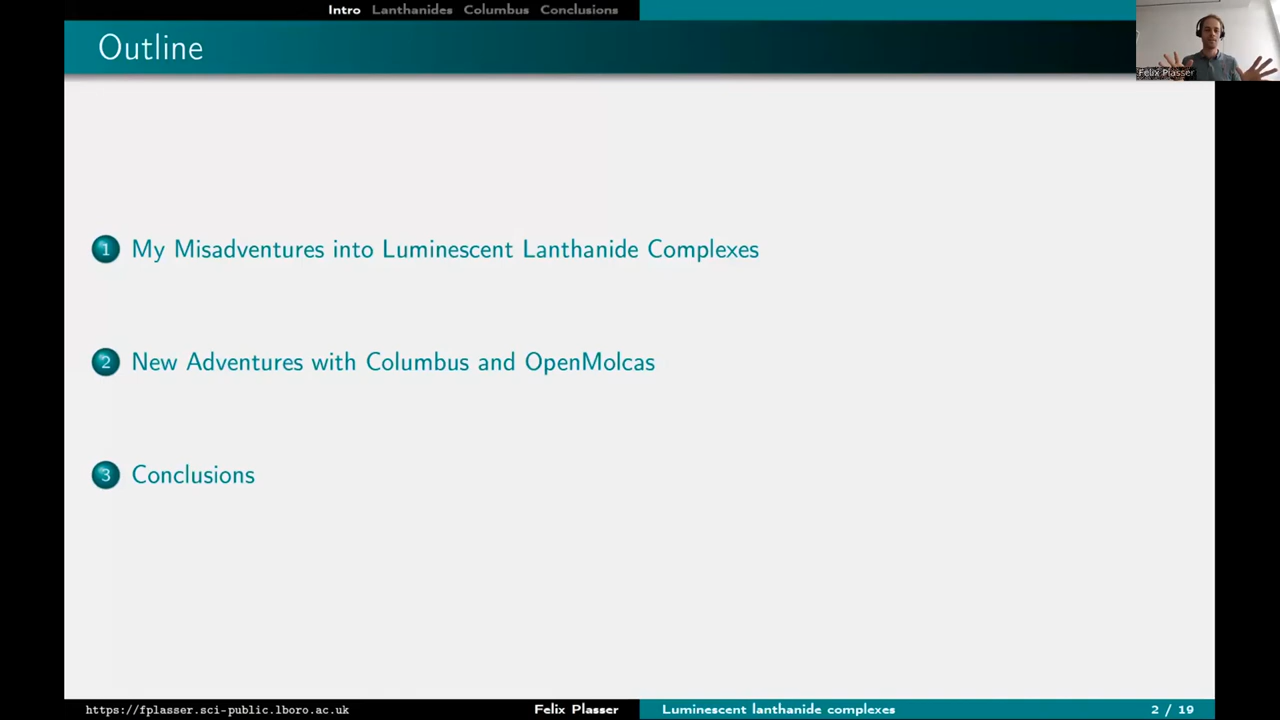 Intro Lanthanides Columbus Conclusions
Outline
Felix Plasser
1 My Misadventures into Luminescent Lanthanide Complexes
2 New Adventures with Columbus and OpenMolcas
3 Conclusions
https://fplasser.sci-public.lboro.ac.uk Felix Plasser Luminescent lanthanide complexes 2 / 19